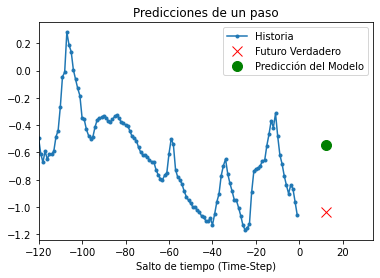 Predicciones de un paso
Historia
Futuro Verdadero
Predicción del Modelo
0.2
0.0
−0.2
−0.4
−0.6
−0.8
−1.0
−1.2
−120 −100 −80 −60 −40 −20 0 20
Salto de tiempo (Time-Step)